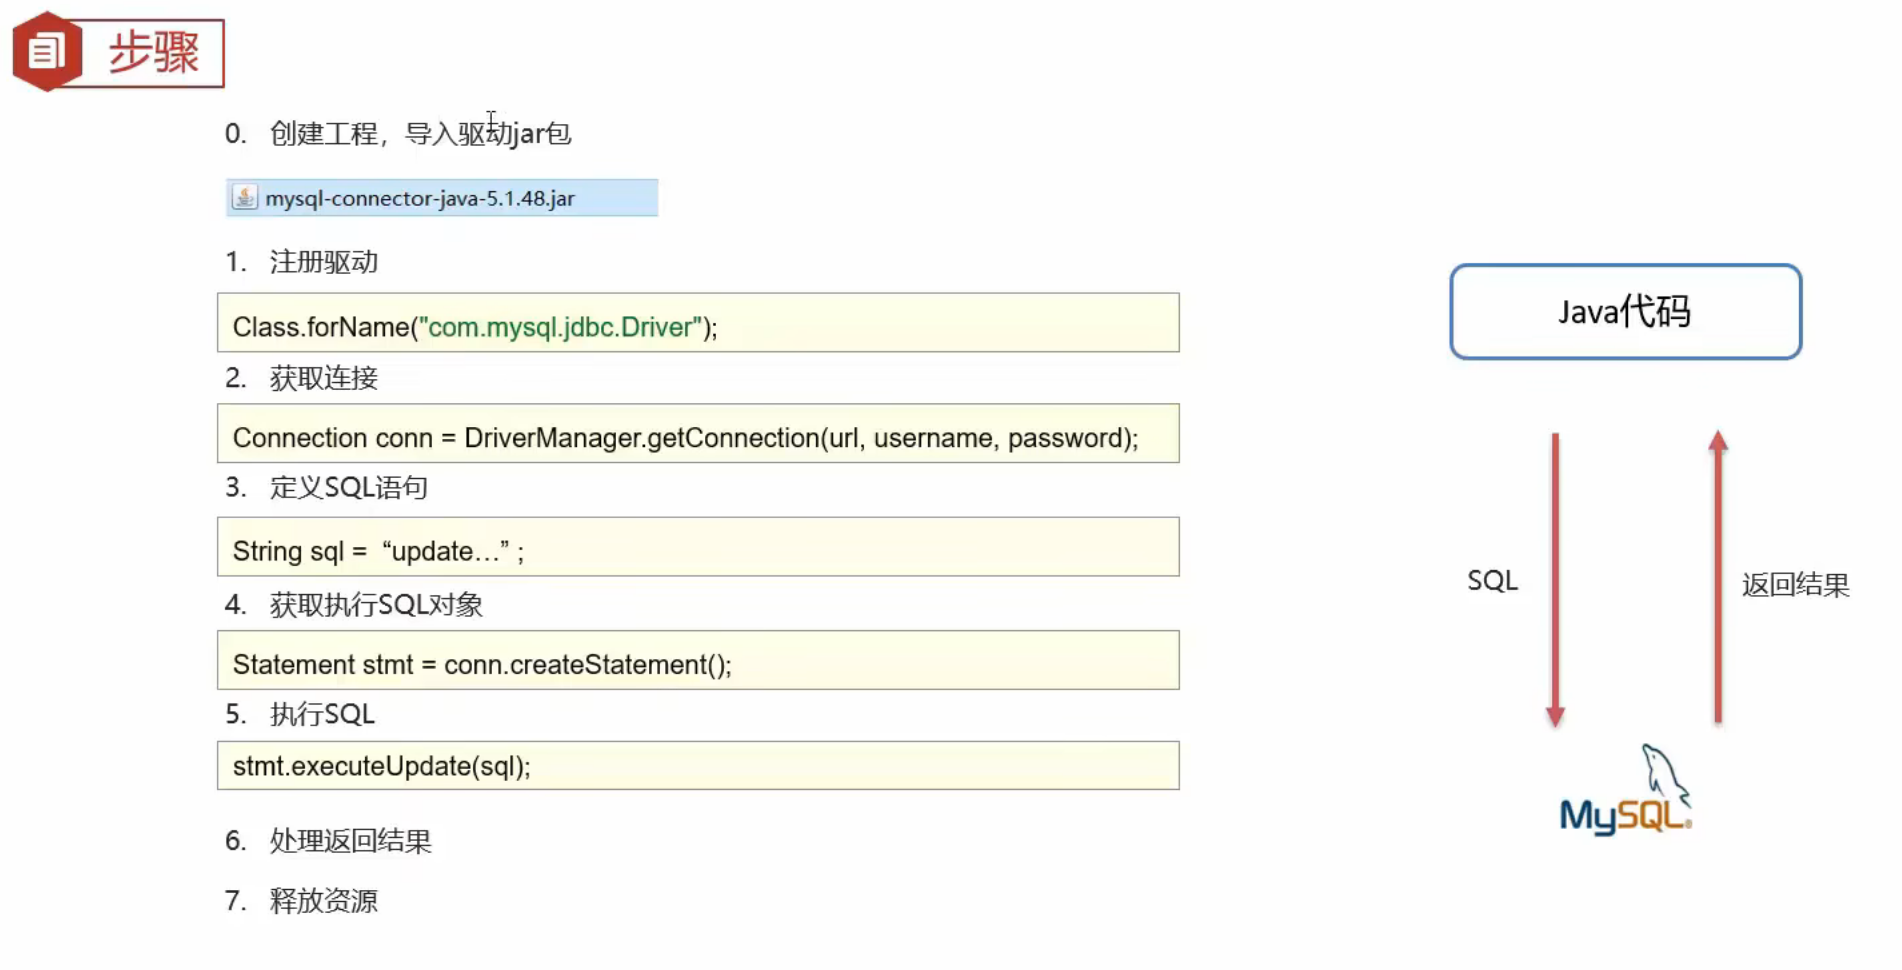 步骤
0. 创建工程，导入驱动jar包
mysql-connector-java-5.1.48.jar
1. 注册驱动
Class.forName("com.mysql.jdbc.Driver");
2. 获取连接
Connection conn = DriverManager.getConnection(url, username, password);
3. 定义SQL语句
String sql = “update…” ;
4. 获取执行SQL对象
Statement stmt = conn.createStatement();
5. 执行SQL
stmt.executeUpdate(sql);
6. 处理返回结果
7. 释放资源
Java代码
SQL
返回结果
MySQL®